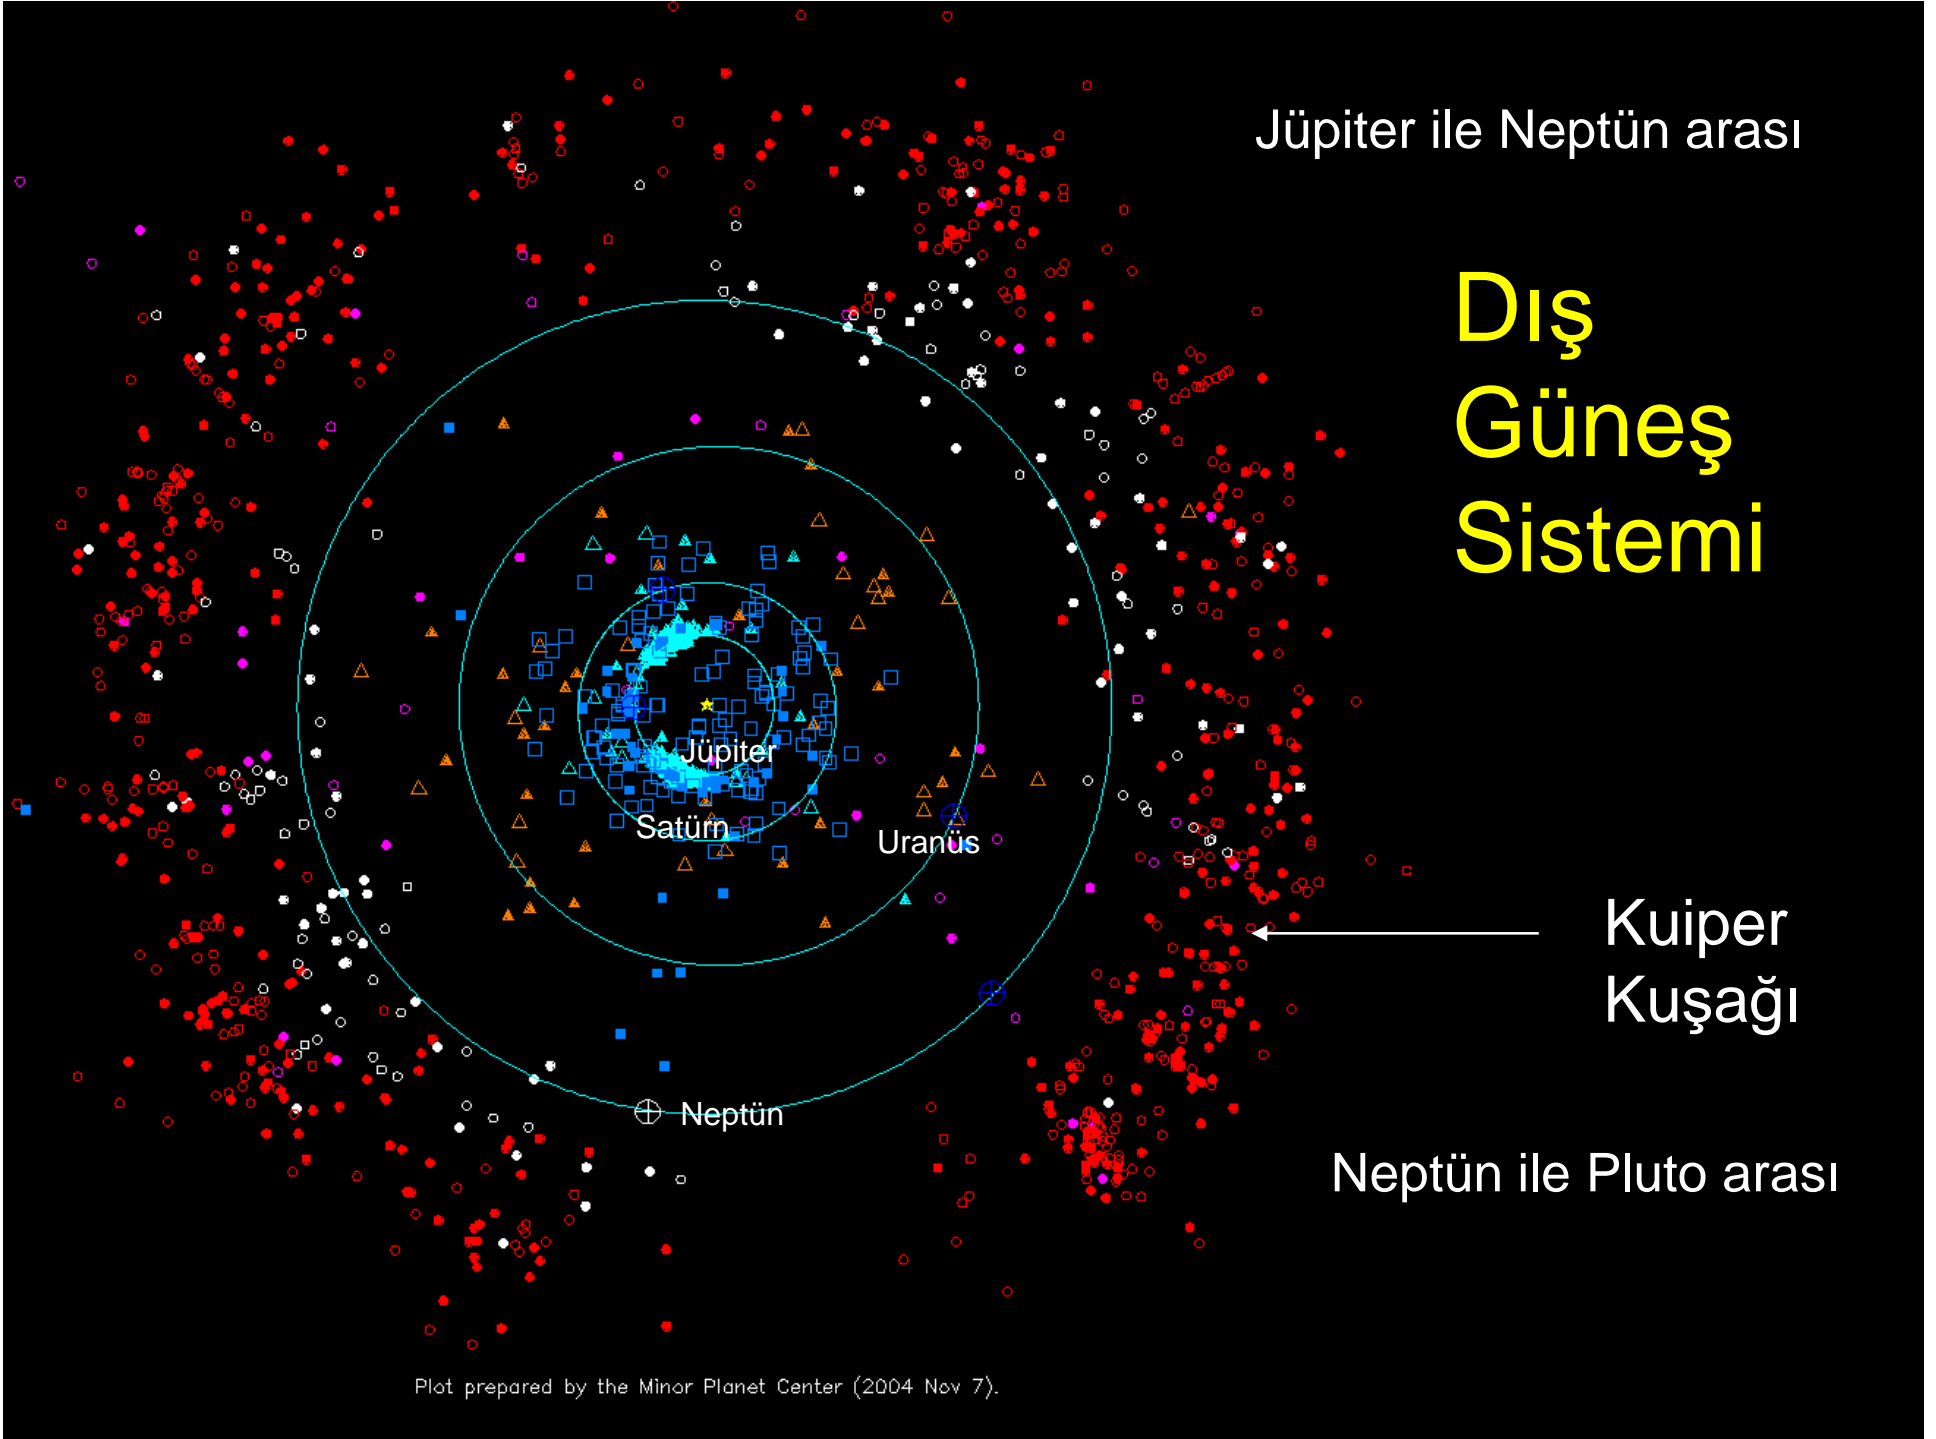 Jüpiter ile Neptün arası
Dış
Güneş
Sistemi
Jüpiter
Satürn
Uranüs
Kuiper
Kuşağı
Neptün
Neptün ile Pluto arası
Plot prepared by the Minor Planet Center (2004 Nov 7).